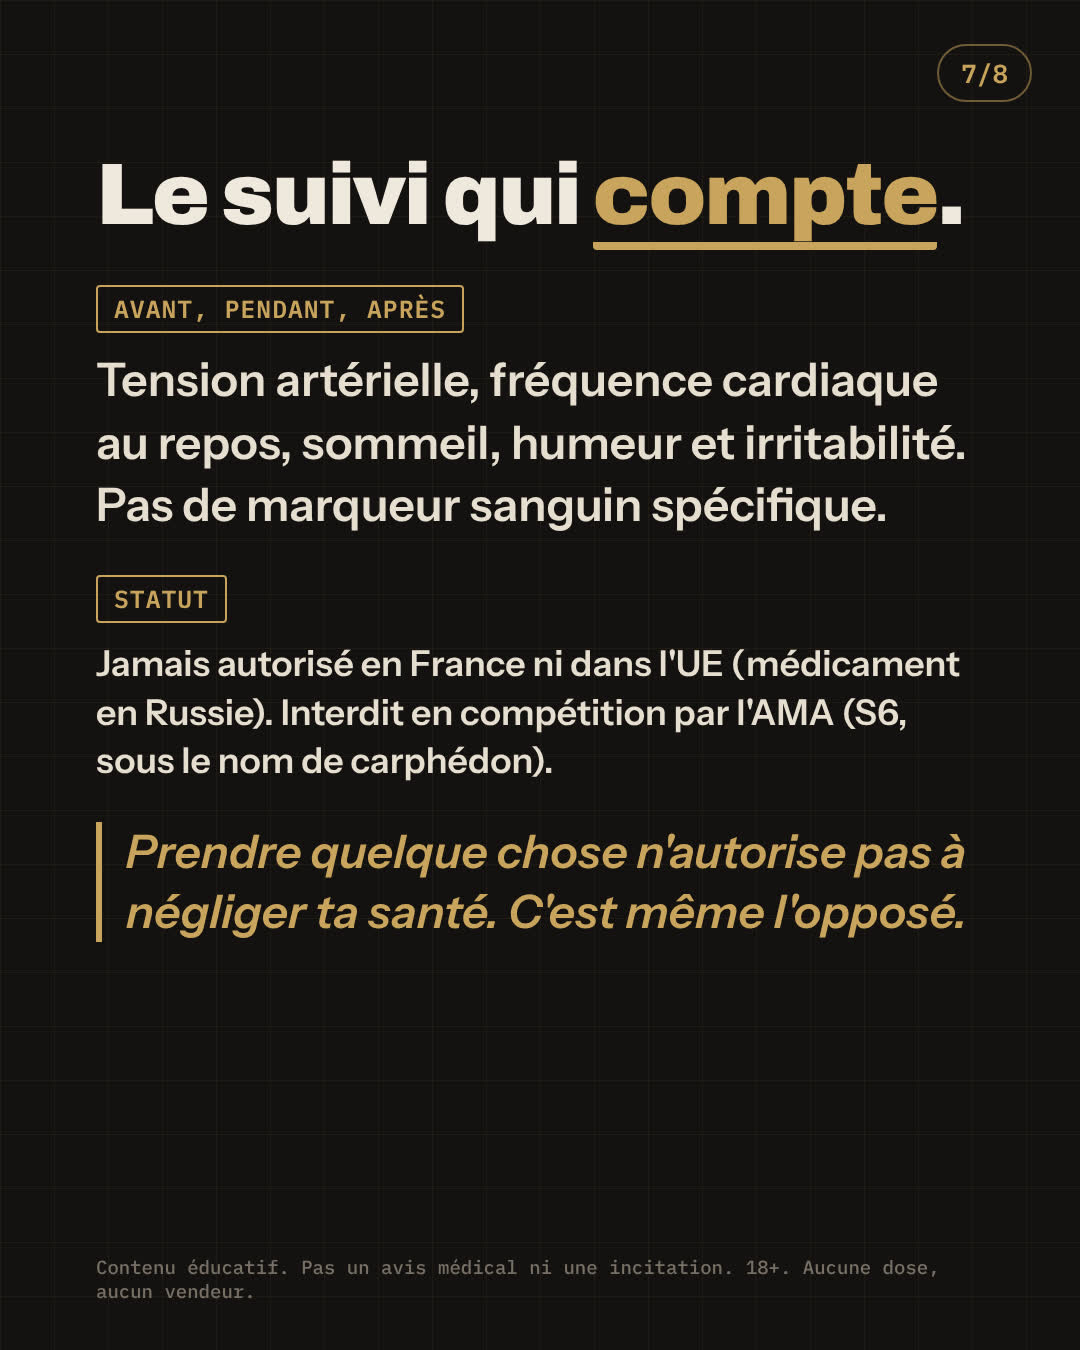 7/8
Le suivi qui compte.
AVANT, PENDANT, APRÈS
Tension artérielle, fréquence cardiaque
au repos, sommeil, humeur et irritabilité.
Pas de marqueur sanguin spécifique.
STATUT
Jamais autorisé en France ni dans l'UE (médicament
en Russie). Interdit en compétition par l'AMA (S6,
sous le nom de carphédon).
Prendre quelque chose n'autorise pas à
négliger ta santé. C'est même l'opposé.
Contenu éducatif. Pas un avis médical ni une incitation. 18+. Aucune dose,
aucun vendeur.